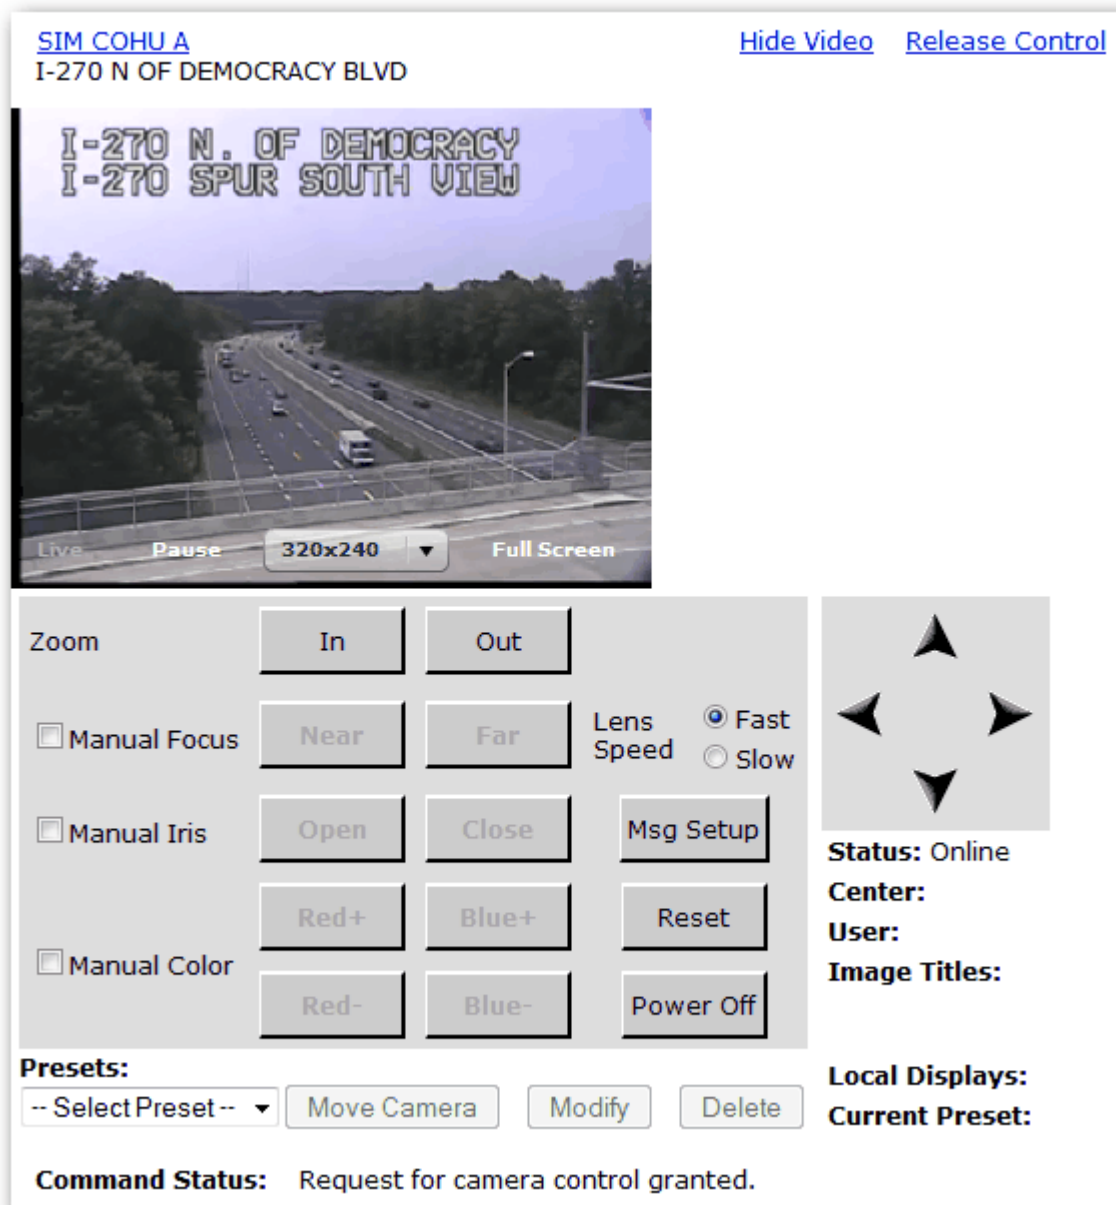 SIM COHU A
Hide Video Release Control
I-270 N OF DEMOCRACY BLVD
I-270 N. OF DEMOCRACY
I-270 SPUR SOUTH VIEW
Live Pause 320x240 Full Screen
Zoom In Out
Manual Focus Near Far
Lens Speed
Fast
Slow
Manual Iris Open Close Msg Setup
Manual Color
Red+ Blue+ Reset
Red- Blue- Power Off
Status: Online
Center:
User:
Image Titles:
Local Displays:
Current Preset:
Presets:
-- Select Preset -- Move Camera Modify Delete
Command Status: Request for camera control granted.